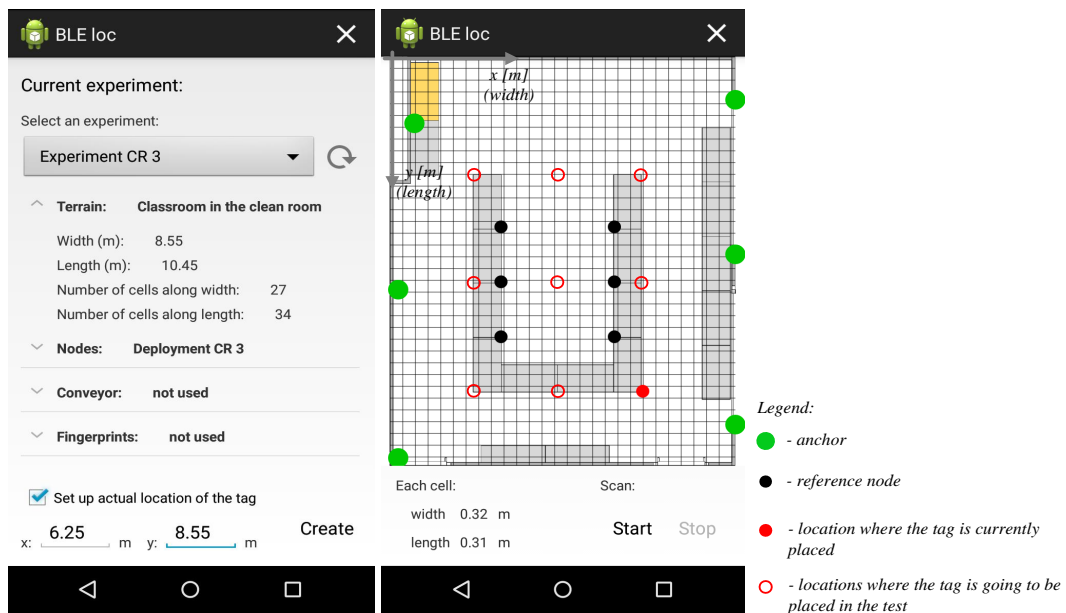 BLE loc
Current experiment:
Select an experiment:
Experiment CR 3
Terrain: Classroom in the clean room
Width (m): 8.55
Length (m): 10.45
Number of cells along width: 27
Number of cells along length: 34
Nodes: Deployment CR 3
Conveyor: not used
Fingerprints: not used
Set up actual location of the tag
x: 6.25 m y: 8.55 m
Create
BLE loc
x [m]
(width)
y [m]
(length)
Each cell:
width 0.32 m
length 0.31 m
Scan:
Start Stop
Legend:
- anchor
- reference node
- location where the tag is currently
placed
- locations where the tag is going to be
placed in the test